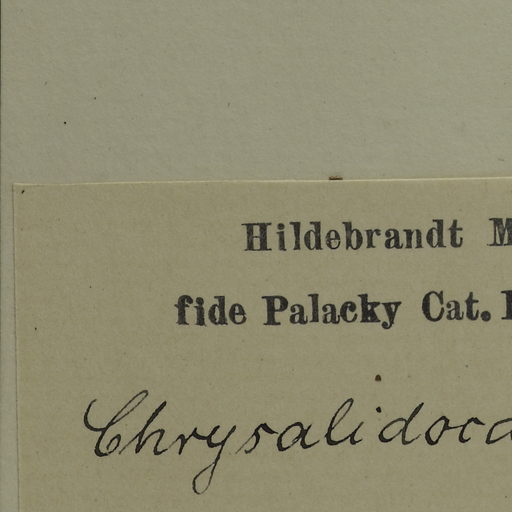 Hildebrandt M
fide Palacky Cat.
Chrysalidoca